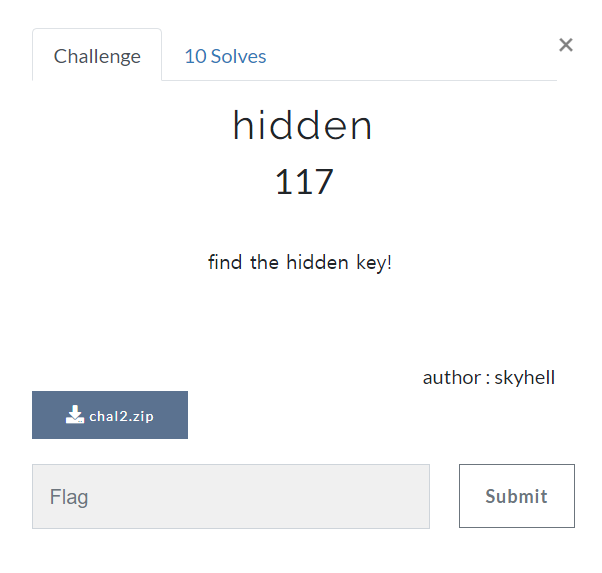 Challenge 10 Solves ×
hidden
117
find the hidden key!
author : skyhell
chal2.zip
Flag Submit